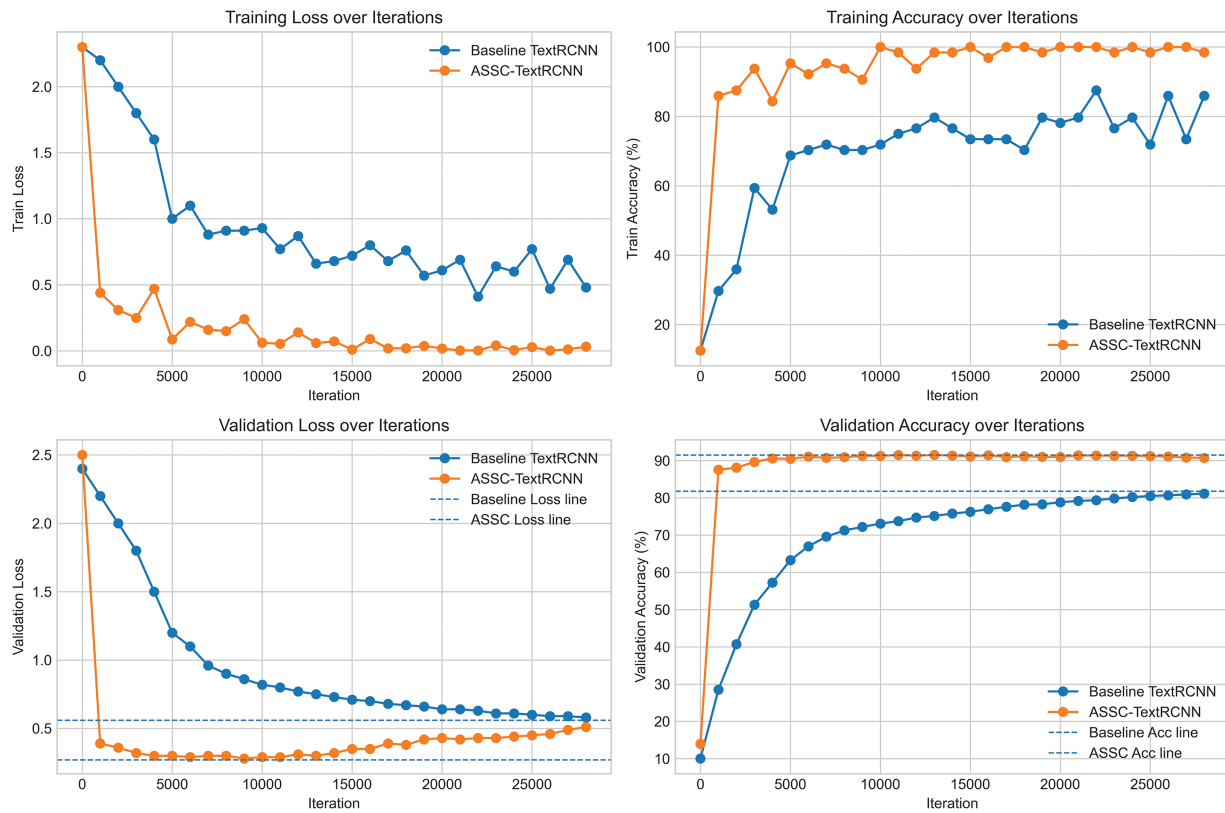 Training Loss over Iterations
Train Loss
2.0
1.5
1.0
0.5
0.0
Baseline TextRCNN
ASSC-TextRCNN
0 5000 10000 15000 20000 25000
Iteration
Training Accuracy over Iterations
Train Accuracy (%)
100
80
60
40
20
Baseline TextRCNN
ASSC-TextRCNN
0 5000 10000 15000 20000 25000
Iteration
Validation Loss over Iterations
Validation Loss
2.5
2.0
1.5
1.0
0.5
Baseline TextRCNN
ASSC-TextRCNN
Baseline Loss line
ASSC Loss line
0 5000 10000 15000 20000 25000
Iteration
Validation Accuracy over Iterations
Validation Accuracy (%)
90
80
70
60
50
40
30
20
10
Baseline TextRCNN
ASSC-TextRCNN
Baseline Acc line
ASSC Acc line
0 5000 10000 15000 20000 25000
Iteration